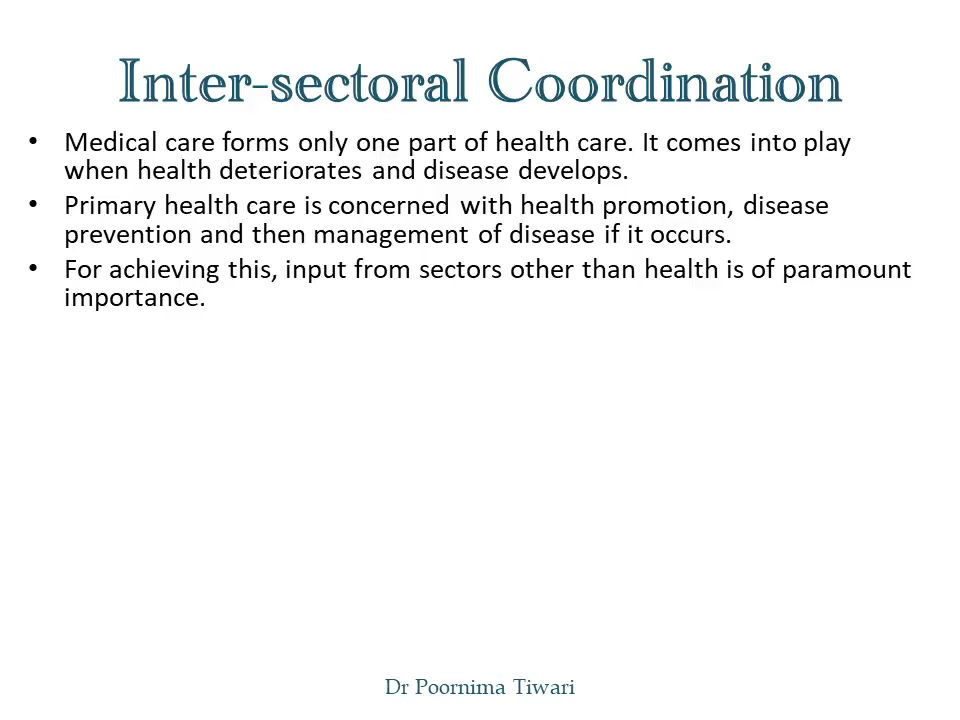 Inter-sectoral Coordination
• Medical care forms only one part of health care. It comes into play
when health deteriorates and disease develops.
• Primary health care is concerned with health promotion, disease
prevention and then management of disease if it occurs.
• For achieving this, input from sectors other than health is of paramount
importance.
Dr Poornima Tiwari